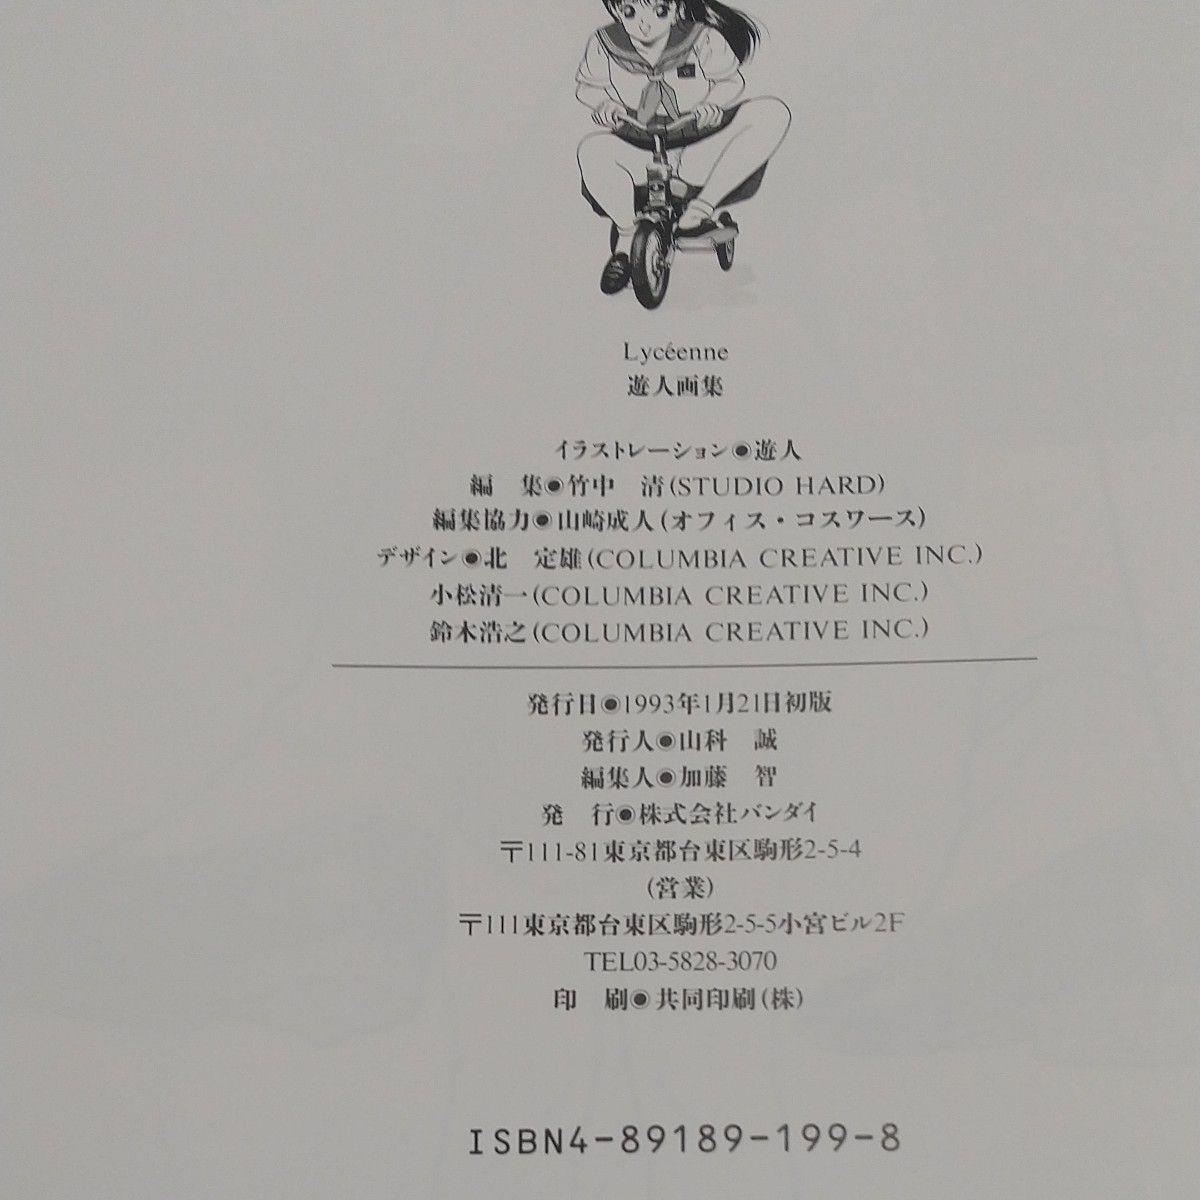 Lycéenne
遊人画集
イラストレーション◉遊人
編　集◉竹中　清(STUDIO HARD)
編集協力◉山崎成人(オフィス・コスワース)
デザイン◉北　定雄(COLUMBIA CREATIVE INC.)
小松清一(COLUMBIA CREATIVE INC.)
鈴木浩之(COLUMBIA CREATIVE INC.)
発行日◉1993年1月21日初版
発行人◉山科　誠
編集人◉加藤　智
発　行◉株式会社バンダイ
〒111-81東京都台東区駒形2-5-4
(営業)
〒111東京都台東区駒形2-5-5小宮ビル2F
TEL03-5828-3070
印　刷◉共同印刷(株)
ISBN4-89189-199-8